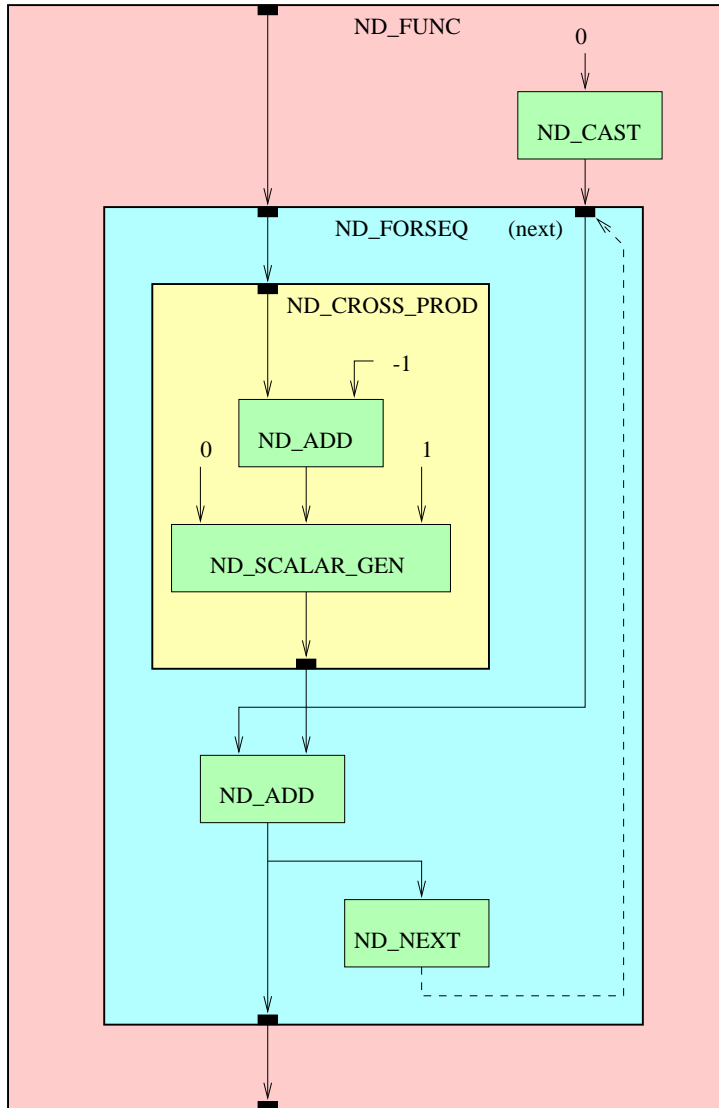 ND_FUNC
0
ND_CAST
ND_FORSEQ (next)
ND_CROSS_PROD
-1
ND_ADD
0
1
ND_SCALAR_GEN
ND_ADD
ND_NEXT